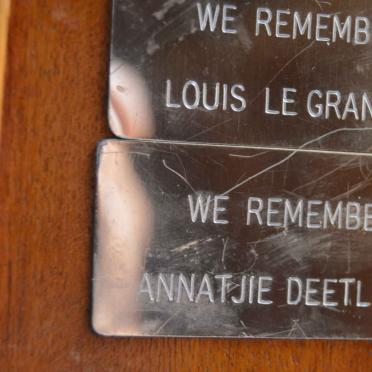 WE REMEMB
LOUIS LE GRAN
WE REMEMBE
ANNATJIE DEETL